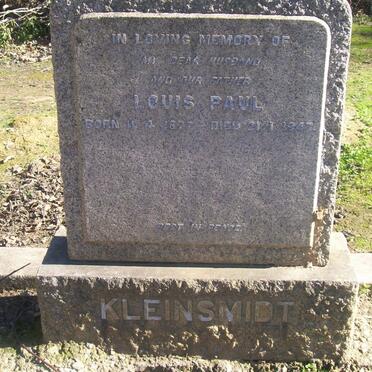 IN LOVING MEMORY OF
MY DEAR HUSBAND
AND OUR FATHER
LOUIS PAUL
BORN DIED
REST IN PEACE
KLEINSMIDT